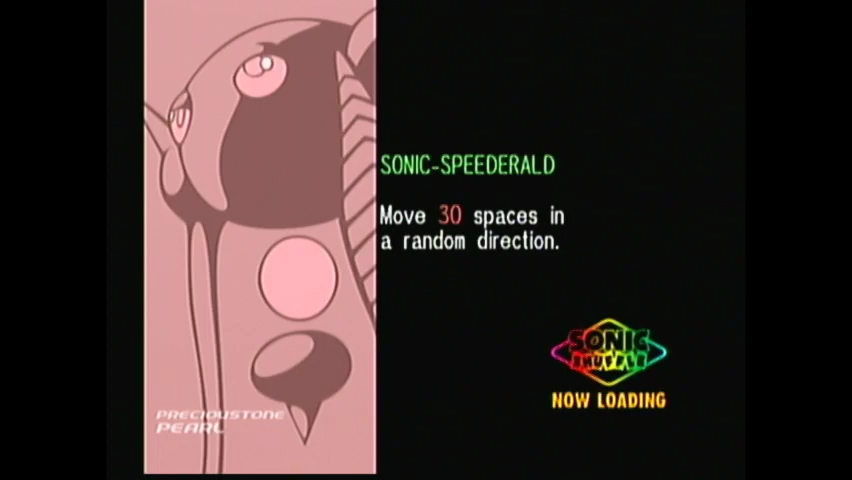 SONIC-SPEEDERALD
Move 30 spaces in
a random direction.
SONIC
SHUFFLE
NOW LOADING
PRECIOUSTONE
PEARL